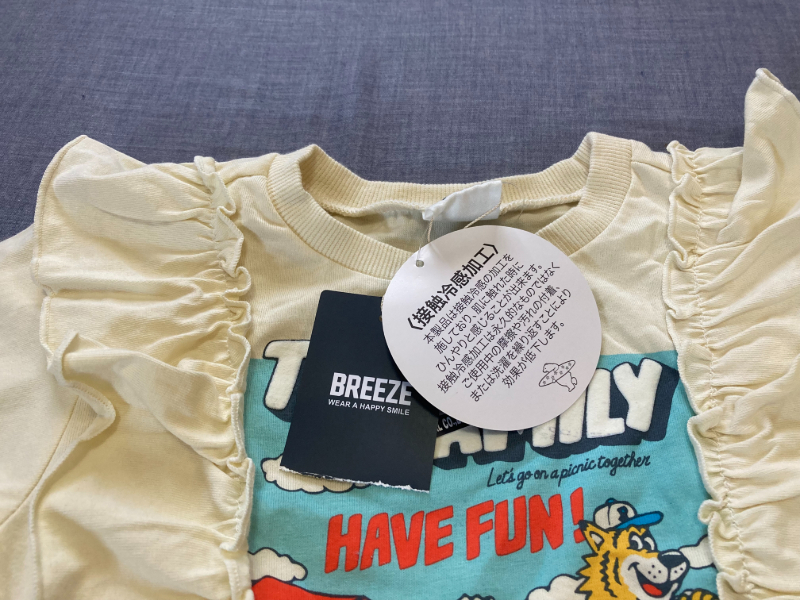 〈接触冷感加工〉
本製品は接触冷感の加工を
施しており、肌に触れた時に
ひんやりと感じることが出来ます。
接触冷感加工は永久的なものではなく
ご使用中の摩擦や汚れの付着、
または洗濯を繰り返すことにより
効果が低下します。
BREEZE
WEAR A HAPPY SMILE
Let's go on a picnic together
HAVE FUN!